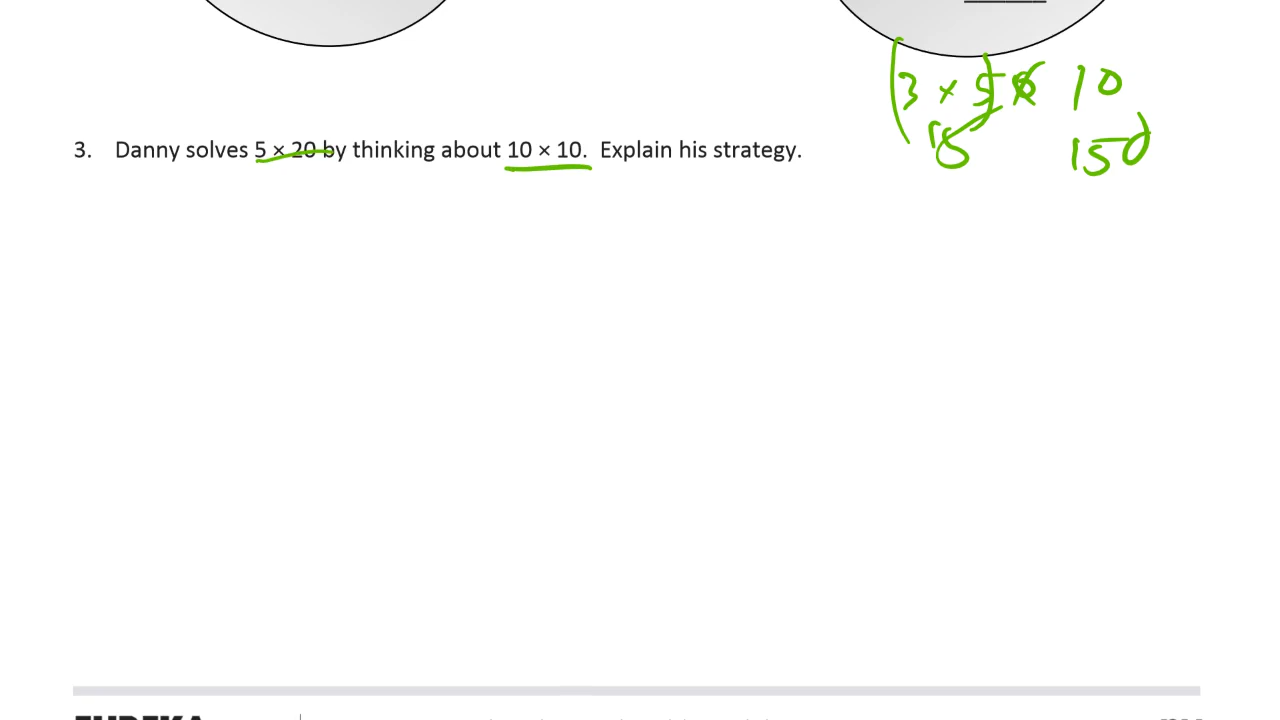 (3 × 5) × 10
15 150
3. Danny solves 5 × 20 by thinking about 10 × 10. Explain his strategy.